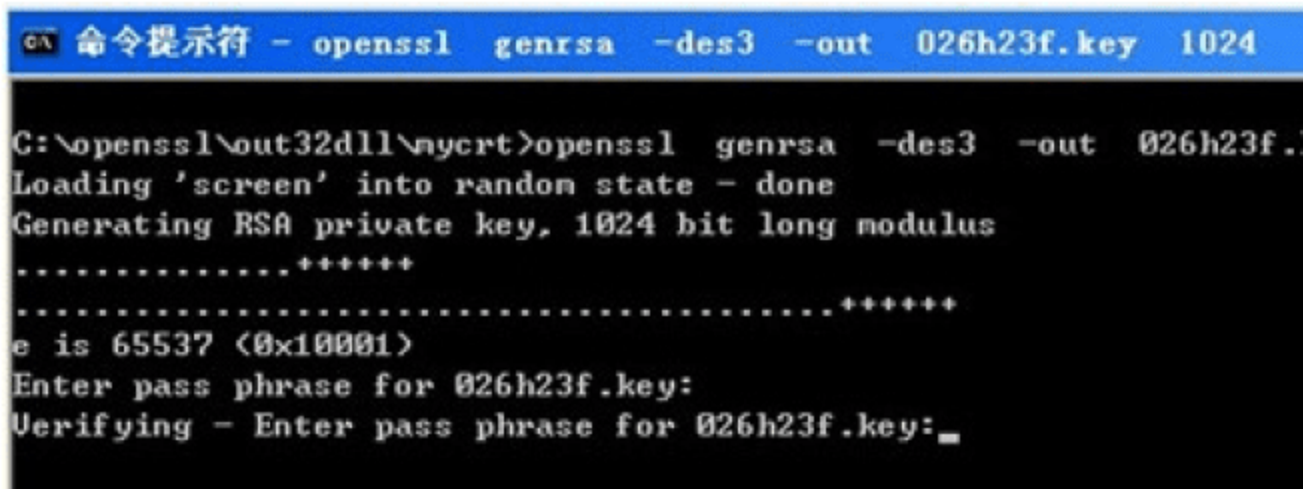 命令提示符 - openssl genrsa -des3 -out 026h23f.key 1024
C:\openssl\out32dll\mycrt>openssl genrsa -des3 -out 026h23f.
Loading 'screen' into random state - done
Generating RSA private key, 1024 bit long modulus
..............++++++
.........................................++++++
e is 65537 (0x10001)
Enter pass phrase for 026h23f.key:
Verifying - Enter pass phrase for 026h23f.key:_